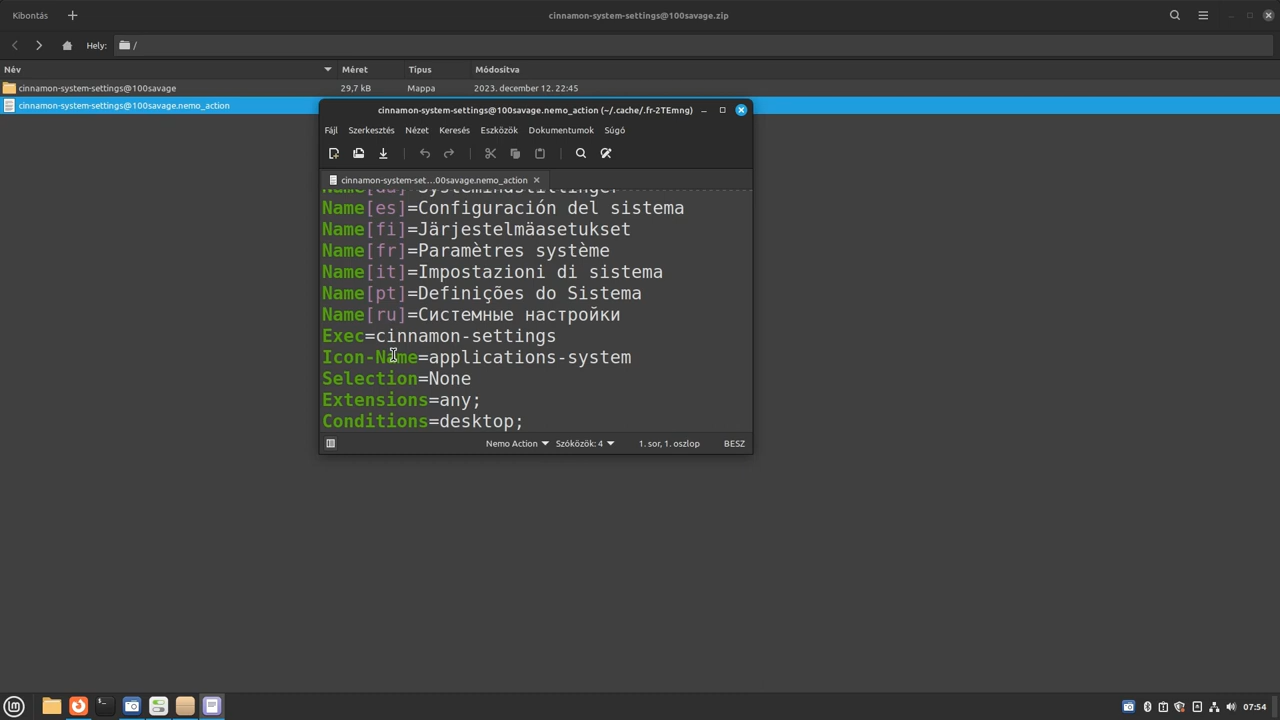 Kibontás
cinnamon-system-settings@100savage.zip
Hely: /
Név Méret Típus Módosítva
cinnamon-system-settings@100savage 29,7 kB Mappa 2023. december 12. 22:45
cinnamon-system-settings@100savage.nemo_action
cinnamon-system-settings@100savage.nemo_action (~/.cache/.fr-2TEmng)
Fájl Szerkesztés Nézet Keresés Eszközök Dokumentumok Súgó
cinnamon-system-set…00savage.nemo_action
Name[da]=Systemindstillinger
Name[es]=Configuración del sistema
Name[fi]=Järjestelmäasetukset
Name[fr]=Paramètres système
Name[it]=Impostazioni di sistema
Name[pt]=Definições do Sistema
Name[ru]=Системные настройки
Exec=cinnamon-settings
Icon-Name=applications-system
Selection=None
Extensions=any;
Conditions=desktop;
Nemo Action Szóközök: 4 1. sor, 1. oszlop BESZ
07:54